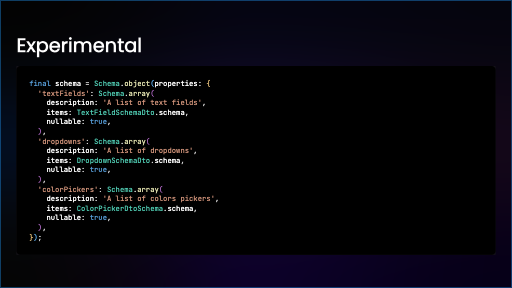 Experimental
final schema = Schema.object(properties: {
  'textFields': Schema.array(
    description: 'A list of text fields',
    items: TextFieldSchemaDto.schema,
    nullable: true,
  ),
  'dropdowns': Schema.array(
    description: 'A list of dropdowns',
    items: DropdownSchemaDto.schema,
    nullable: true,
  ),
  'colorPickers': Schema.array(
    description: 'A list of colors pickers',
    items: ColorPickerDtoSchema.schema,
    nullable: true,
  ),
});